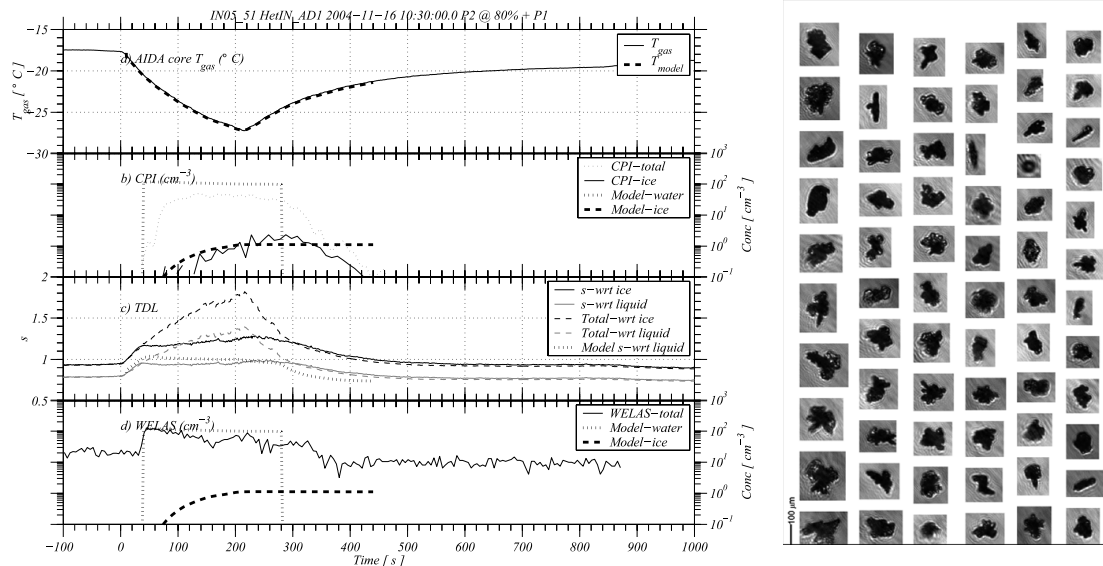 IN05_51 HetIN_AD1 2004−11−16 10:30:00.0 P2 @ 80% + P1
a) AIDA core T_gas (° C)
T_gas [ ° C ]
−15
−20
−25
−30
T_gas
T_model
b) CPI (cm^−3)
CPI−total
CPI−ice
Model−water
Model−ice
10^3
10^2
10^1
10^0
10^−1
Conc [ cm^−3 ]
c) TDL
s
2
1.5
1
0.5
s−wrt ice
s−wrt liquid
Total−wrt ice
Total−wrt liquid
Model s−wrt liquid
d) WELAS (cm^−3)
WELAS−total
Model−water
Model−ice
10^3
10^2
10^1
10^0
10^−1
Conc [ cm^−3 ]
−100 0 100 200 300 400 500 600 700 800 900 1000
Time [ s ]
100 µm